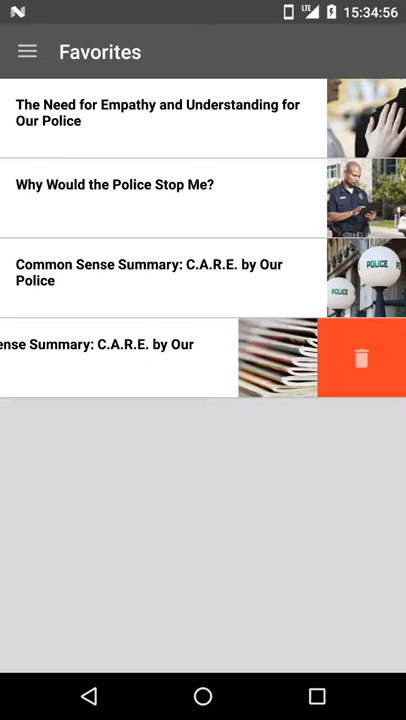 LTE 15:34:56
Favorites
The Need for Empathy and Understanding for
Our Police
Why Would the Police Stop Me?
Common Sense Summary: C.A.R.E. by Our
Police
POLICE
POLICE
ense Summary: C.A.R.E. by Our